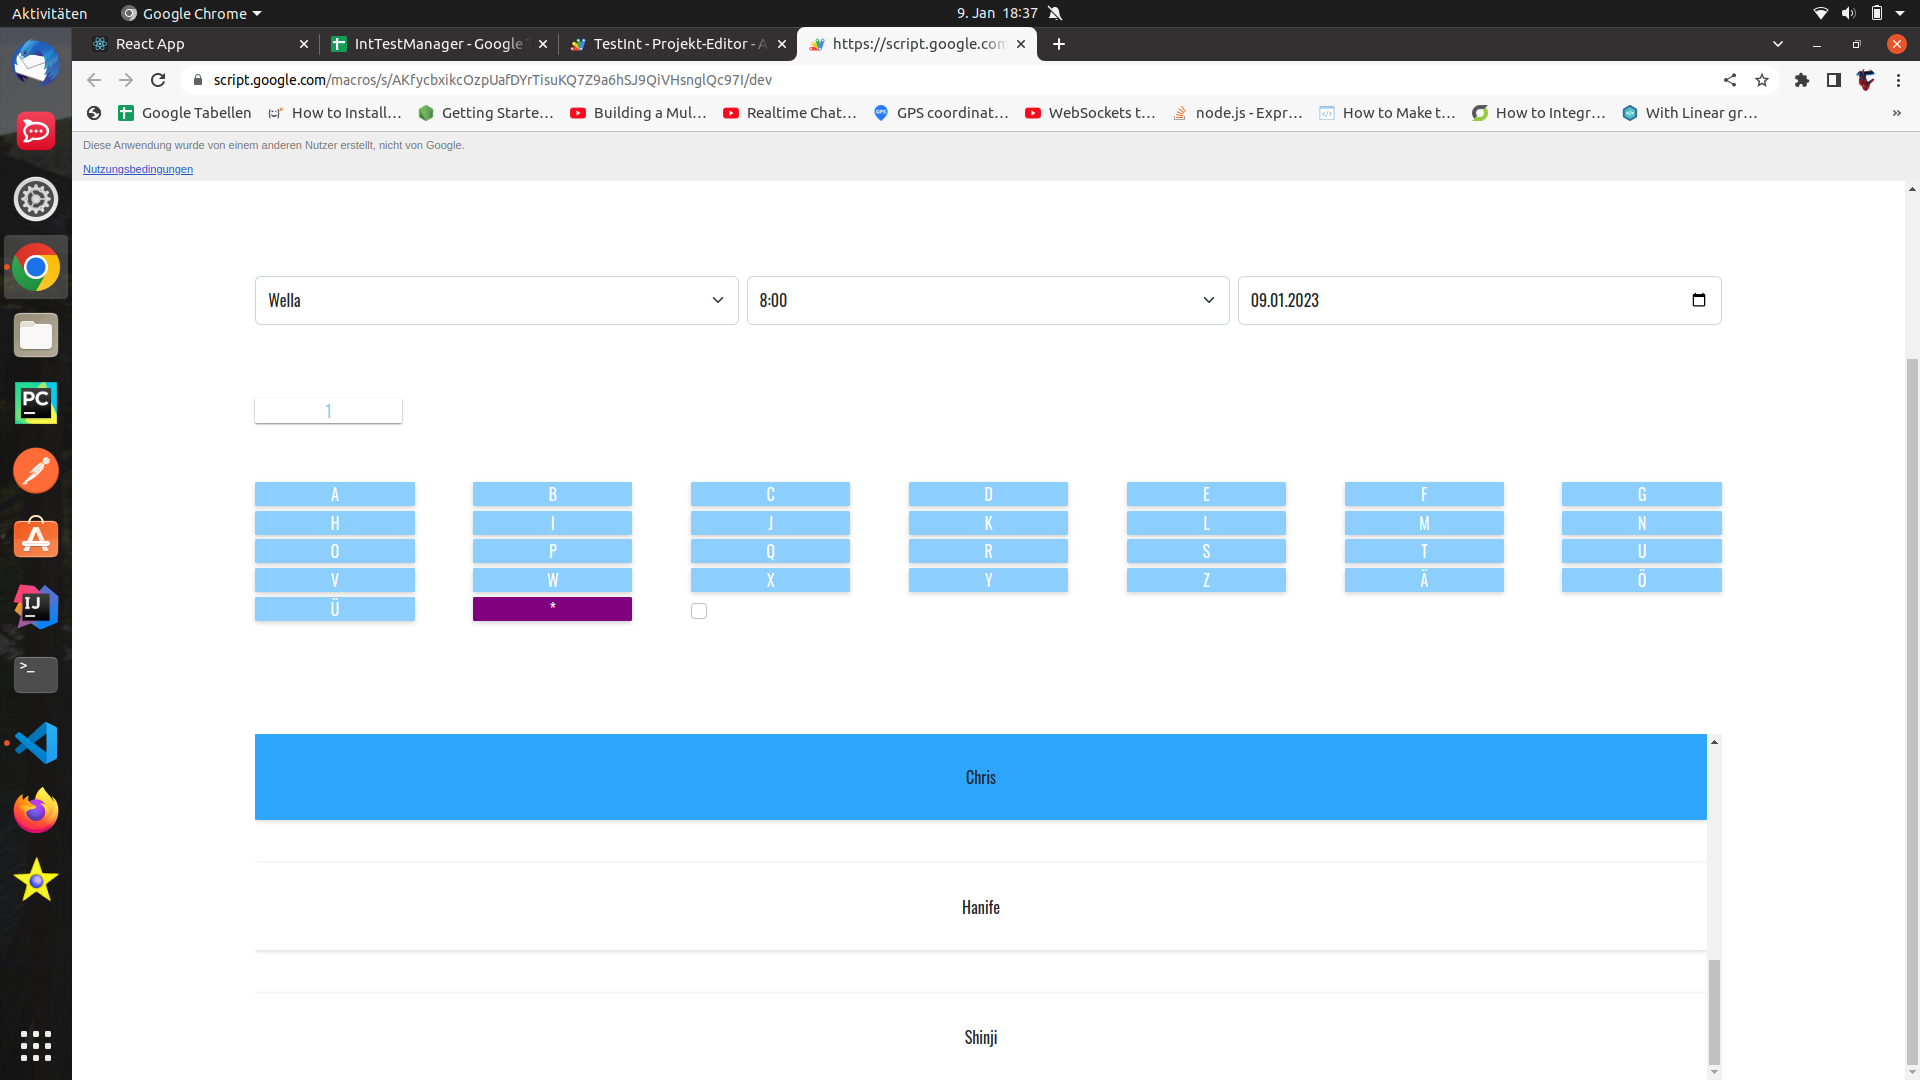 Aktivitäten Google Chrome 9. Jan 18:37
React App IntTestManager - Google TestInt - Projekt-Editor - A https://script.google.com
script.google.com/macros/s/AKfycbxikcOzpUafDYrTisuKQ7Z9a6hSJ9QiVHsnglQc97I/dev
Google Tabellen How to Install… Getting Starte… Building a Mul… Realtime Chat… GPS coordinat… WebSockets t… node.js - Expr… How to Make t… How to Integr… With Linear gr… »
Diese Anwendung wurde von einem anderen Nutzer erstellt, nicht von Google.
Nutzungsbedingungen
Wella 8:00 09.01.2023
1
A B C D E F G
H I J K L M N
O P Q R S T U
V W X Y Z Ä Ö
Ü *
Chris
Hanife
Shinji
PC
IJ
>_